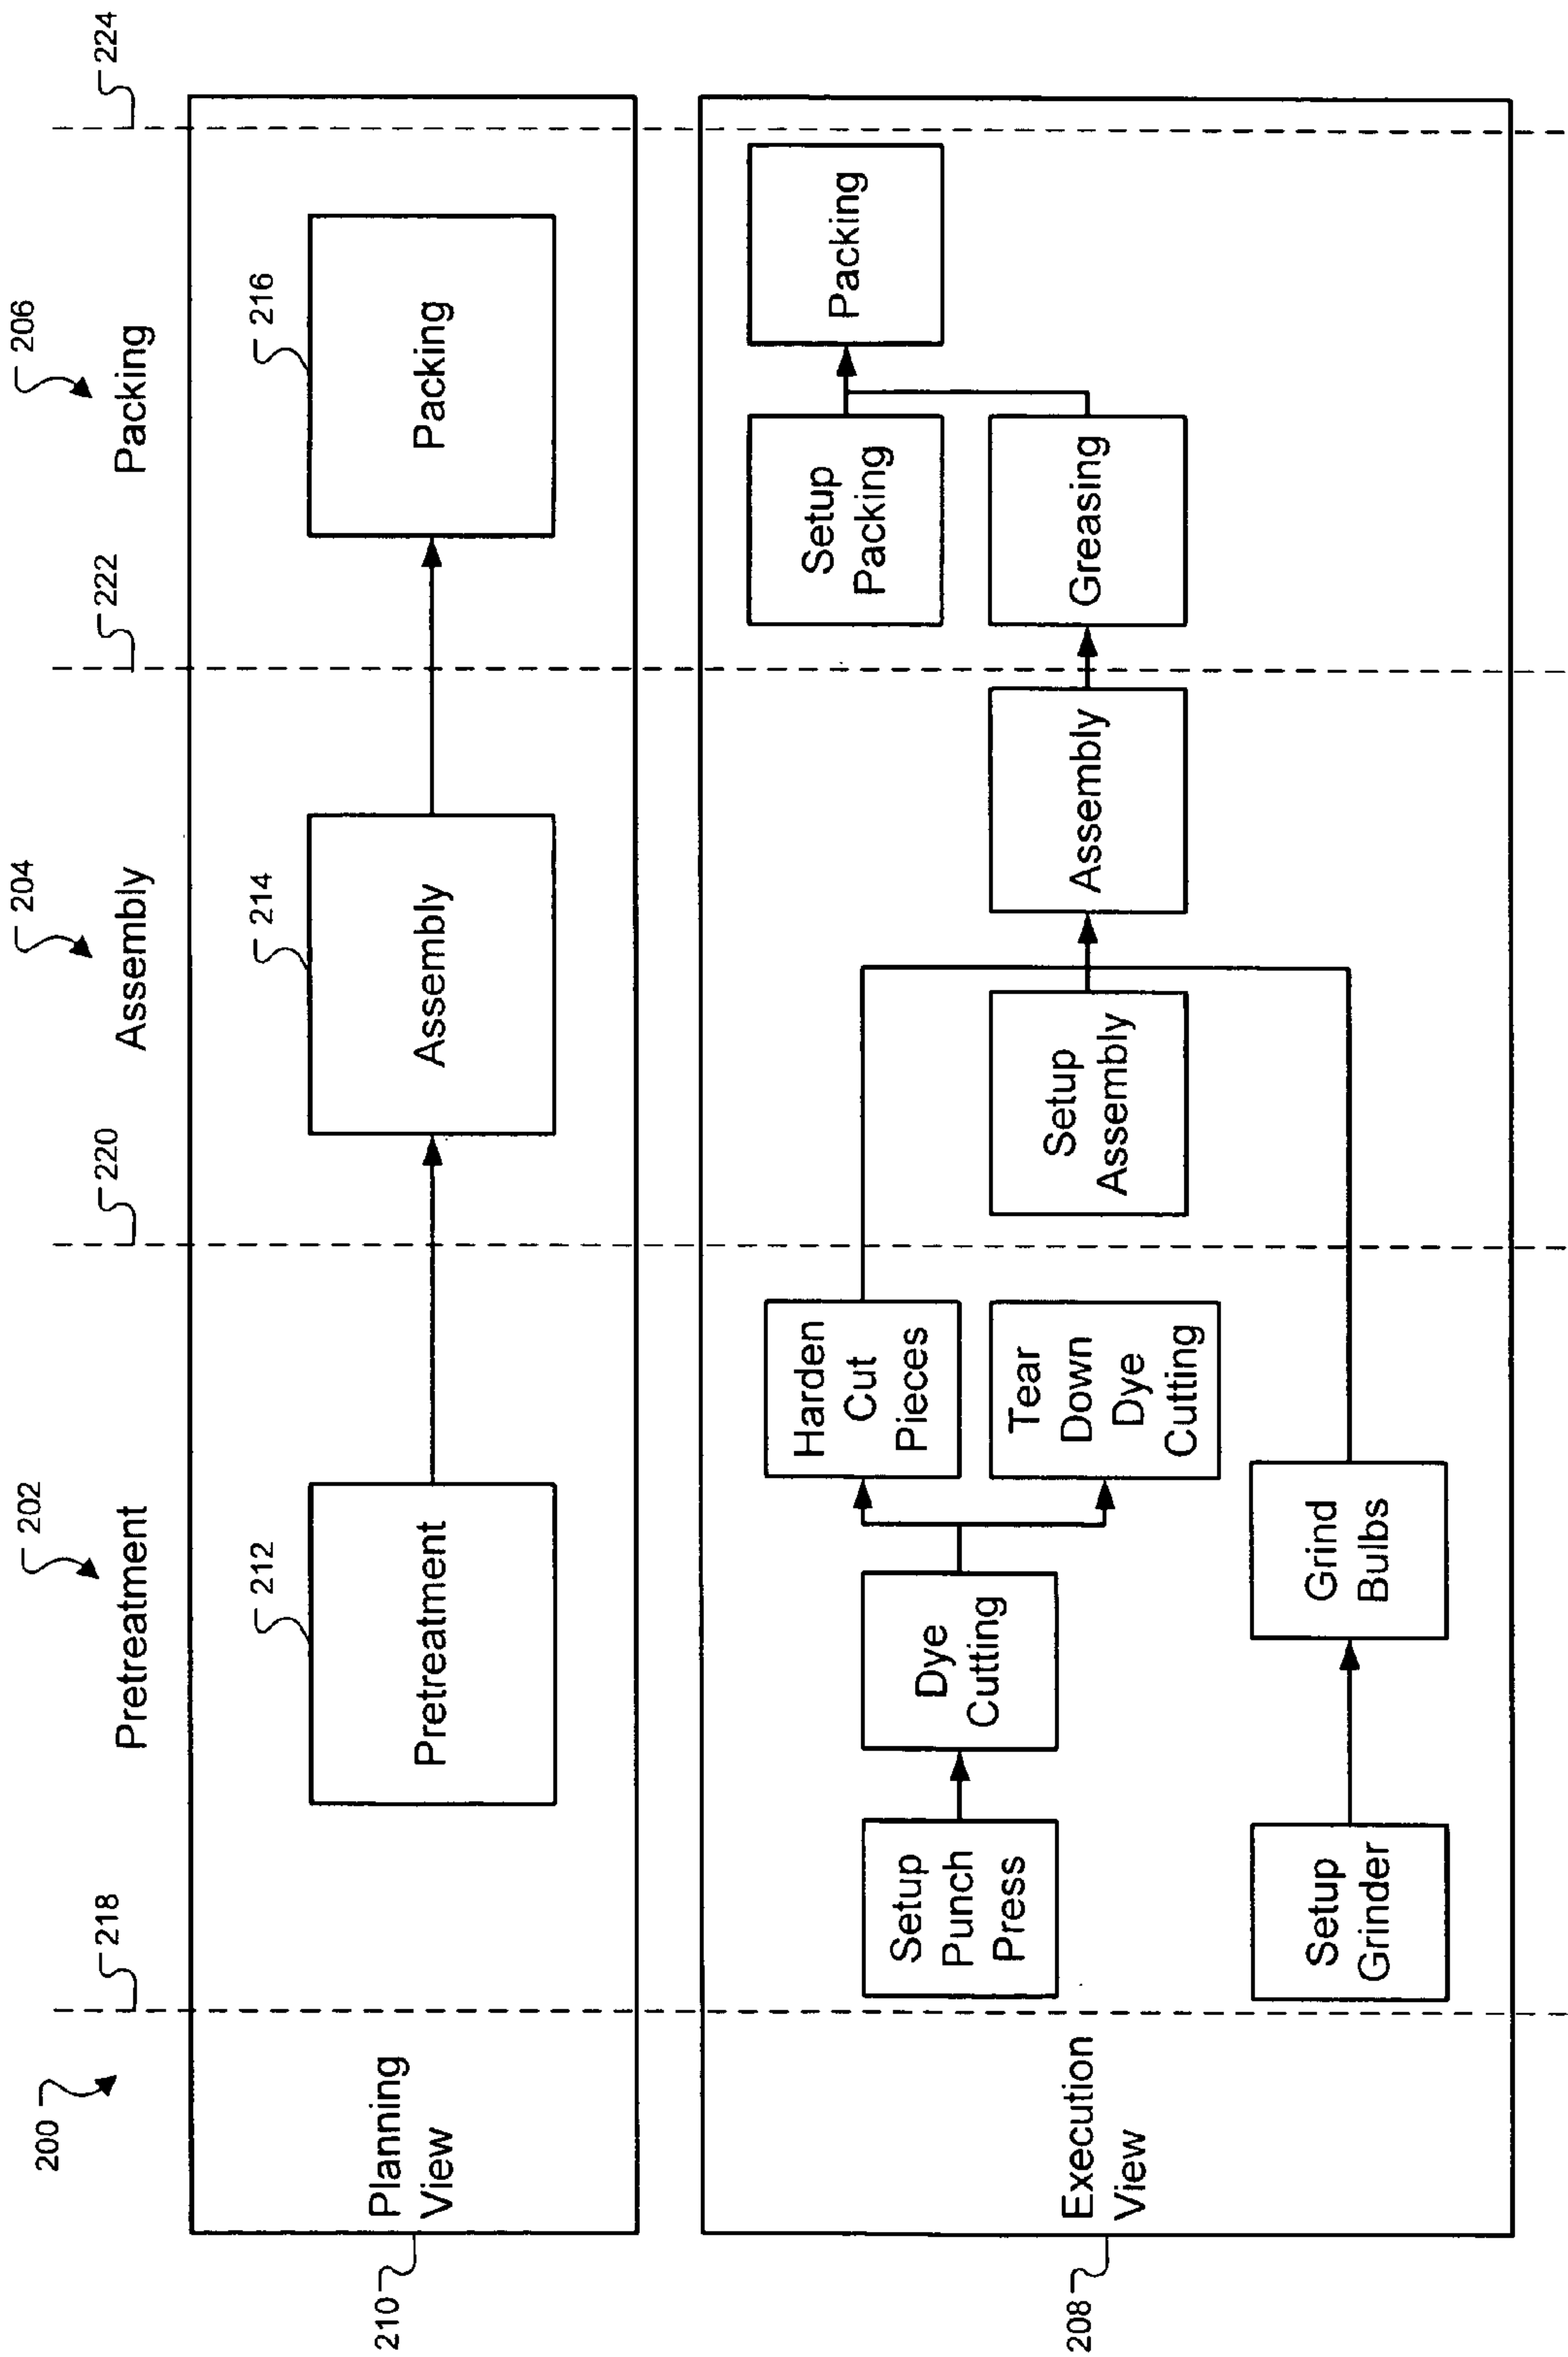 200
202
204
206
Pretreatment
Assembly
Packing
218
220
222
224
210
Planning
View
212
Pretreatment
214
Assembly
216
Packing
208
Execution
View
Setup
Punch
Press
Dye
Cutting
Harden
Cut
Pieces
Tear
Down
Dye
Cutting
Setup
Grinder
Grind
Bulbs
Setup
Assembly
Assembly
Setup
Packing
Greasing
Packing